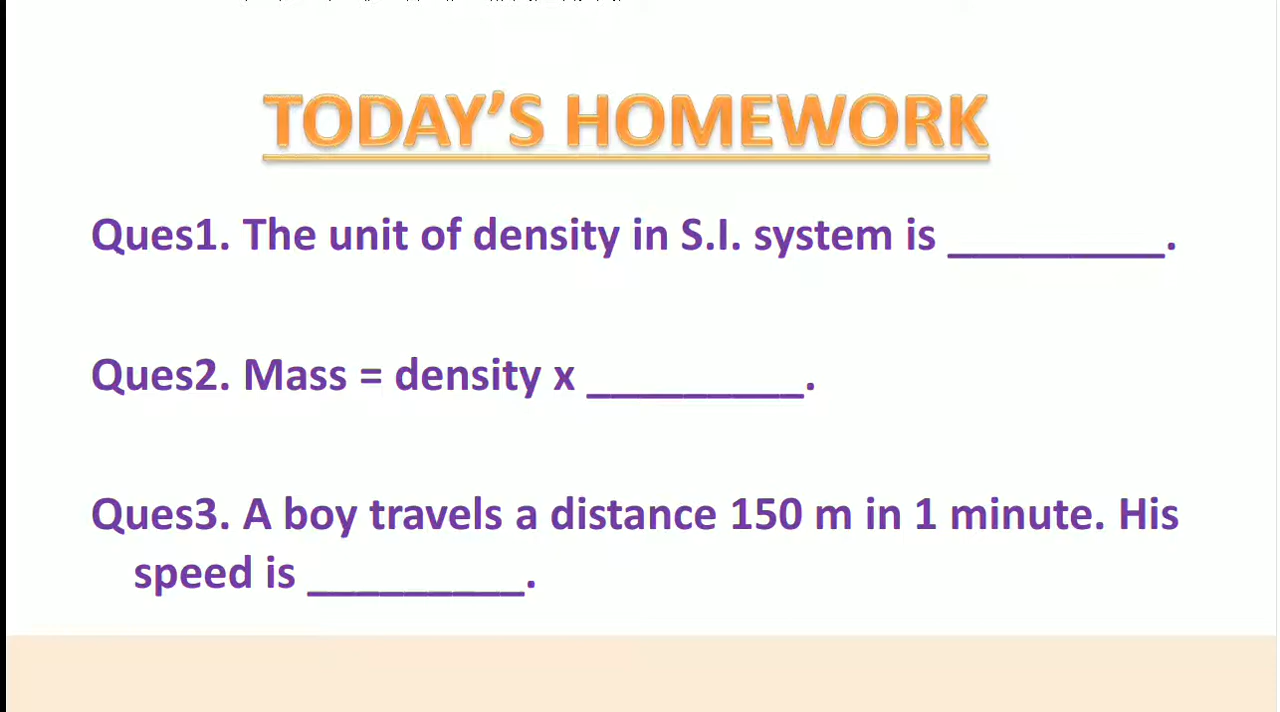 TODAY’S HOMEWORK
Ques1. The unit of density in S.I. system is _________.
Ques2. Mass = density x _________.
Ques3. A boy travels a distance 150 m in 1 minute. His
speed is _________.